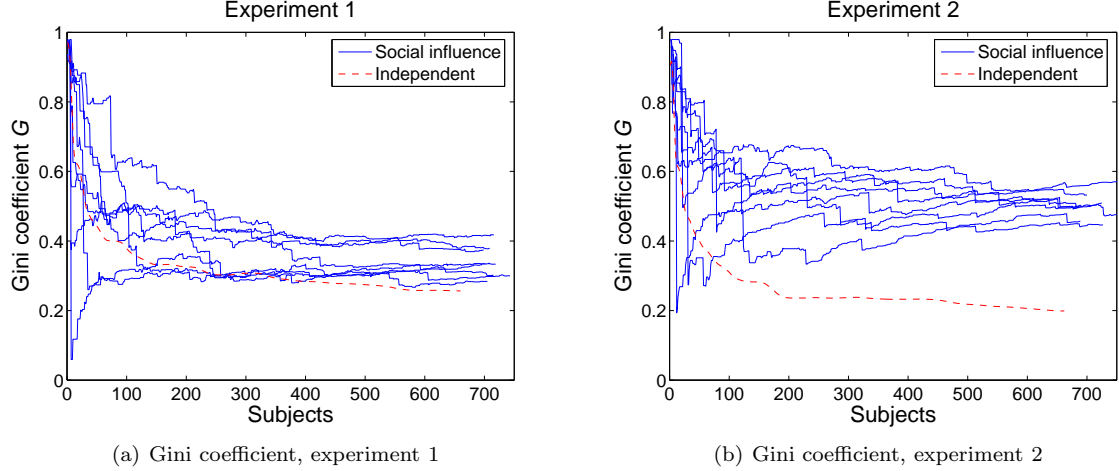 Experiment 1
1
0.8
0.6
0.4
0.2
0
Gini coefficient G
0 100 200 300 400 500 600 700
Subjects
Social influence
Independent
(a) Gini coefficient, experiment 1
Experiment 2
1
0.8
0.6
0.4
0.2
0
Gini coefficient G
0 100 200 300 400 500 600 700
Subjects
Social influence
Independent
(b) Gini coefficient, experiment 2